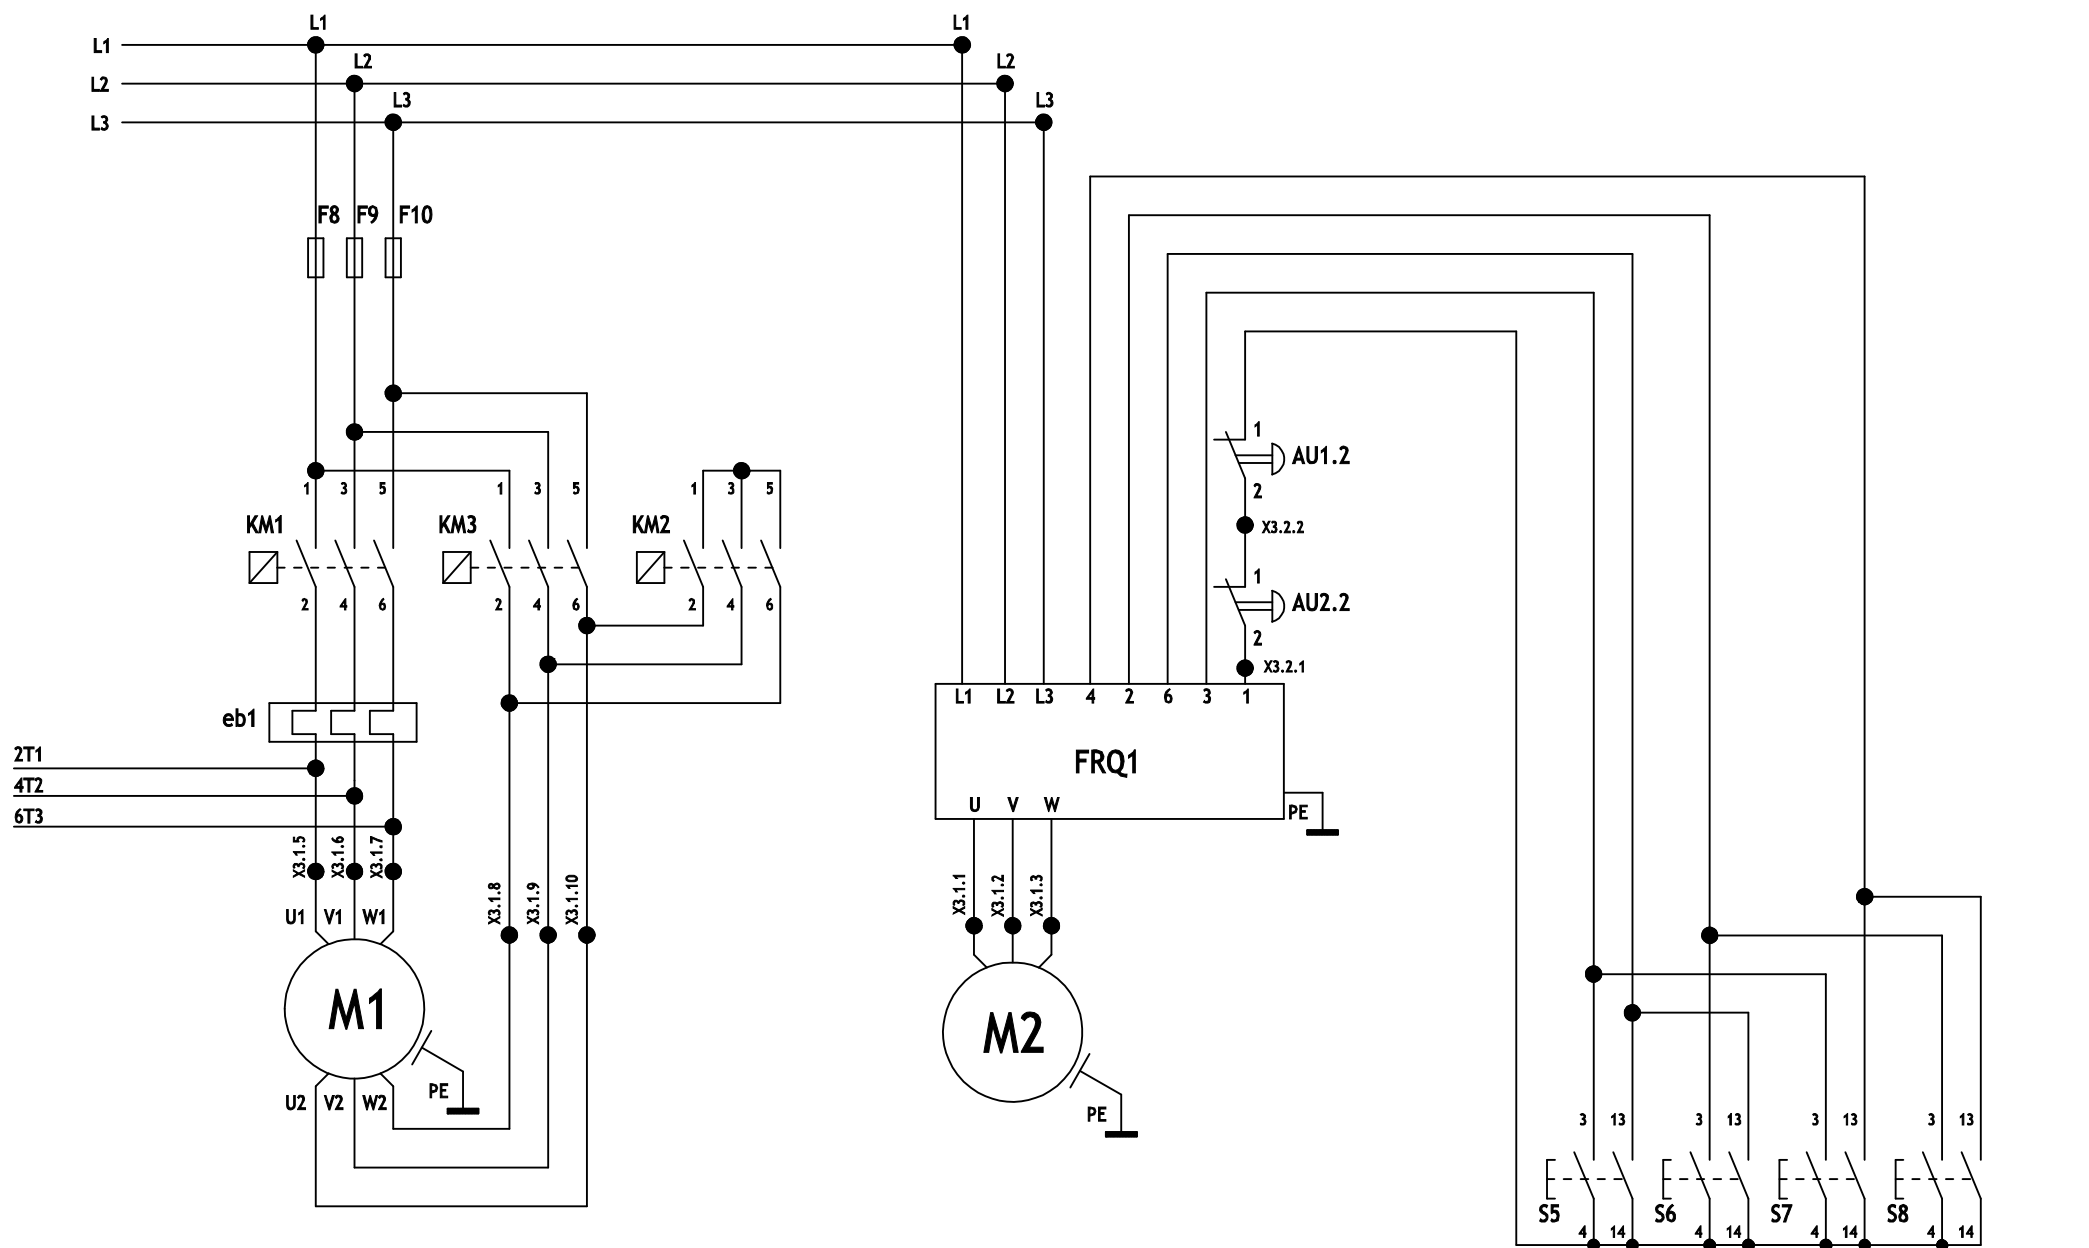 L1 L1
L1
L2 L2
L2
L3 L3
L3
F8 F9 F10
1
AU1.2
1 3 5 1 3 5 1 3 5
2
KM1 KM3 KM2
X3.2.2
1
2 4 6 2 4 6 2 4 6
AU2.2
2
X3.2.1
L1 L2 L3 4 2 6 3 1
eb1
2T1
FRQ1
4T2
U V W
PE
6T3
X3.1.5 X3.1.6 X3.1.7
X3.1.8 X3.1.9 X3.1.10
X3.1.1 X3.1.2 X3.1.3
U1 V1 W1
M1
M2
PE
U2 V2 W2
PE
3 13 3 13 3 13 3 13
S5 S6 S7 S8
4 14 4 14 4 14 4 14